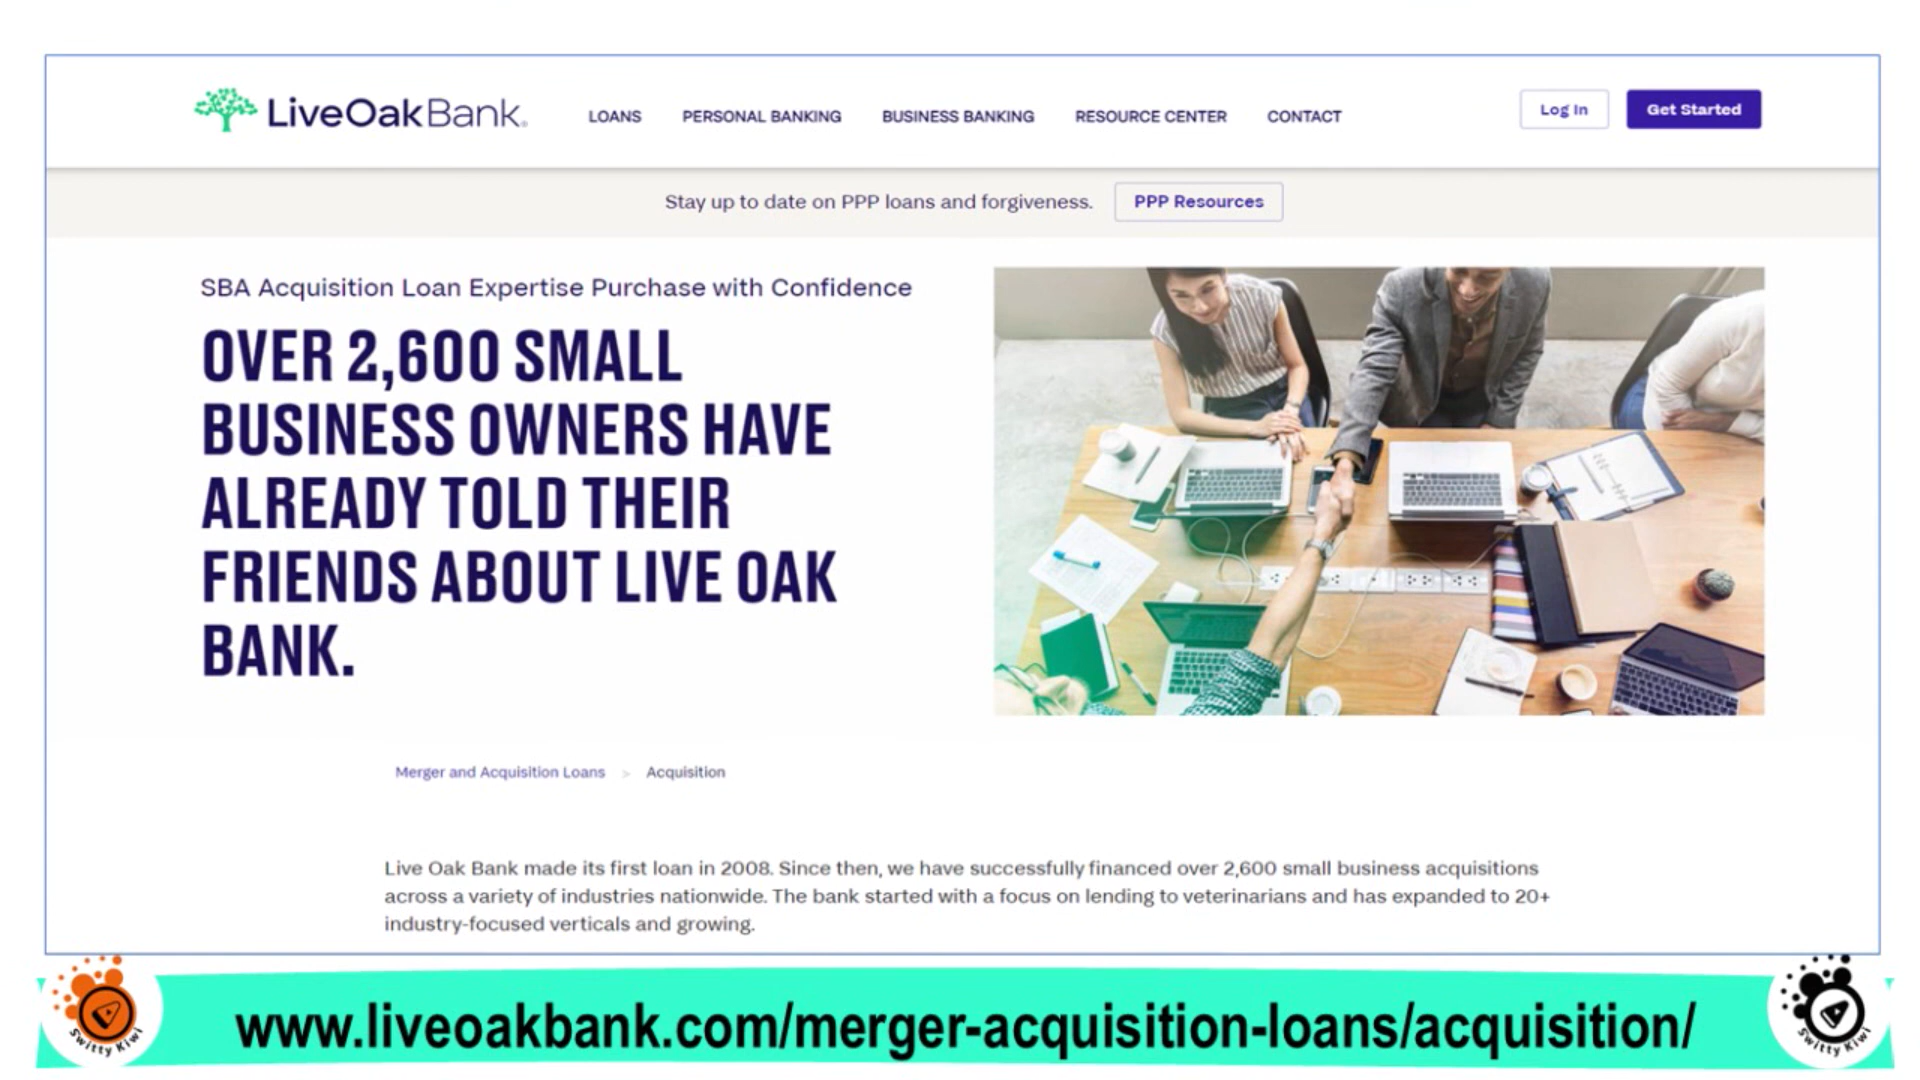 LiveOakBank.
LOANS PERSONAL BANKING BUSINESS BANKING RESOURCE CENTER CONTACT
Log In Get Started
Stay up to date on PPP loans and forgiveness. PPP Resources
SBA Acquisition Loan Expertise Purchase with Confidence
OVER 2,600 SMALL
BUSINESS OWNERS HAVE
ALREADY TOLD THEIR
FRIENDS ABOUT LIVE OAK
BANK.
Merger and Acquisition Loans > Acquisition
Live Oak Bank made its first loan in 2008. Since then, we have successfully financed over 2,600 small business acquisitions
across a variety of industries nationwide. The bank started with a focus on lending to veterinarians and has expanded to 20+
industry-focused verticals and growing.
Switty Kiwi
www.liveoakbank.com/merger-acquisition-loans/acquisition/
Switty Kiwi